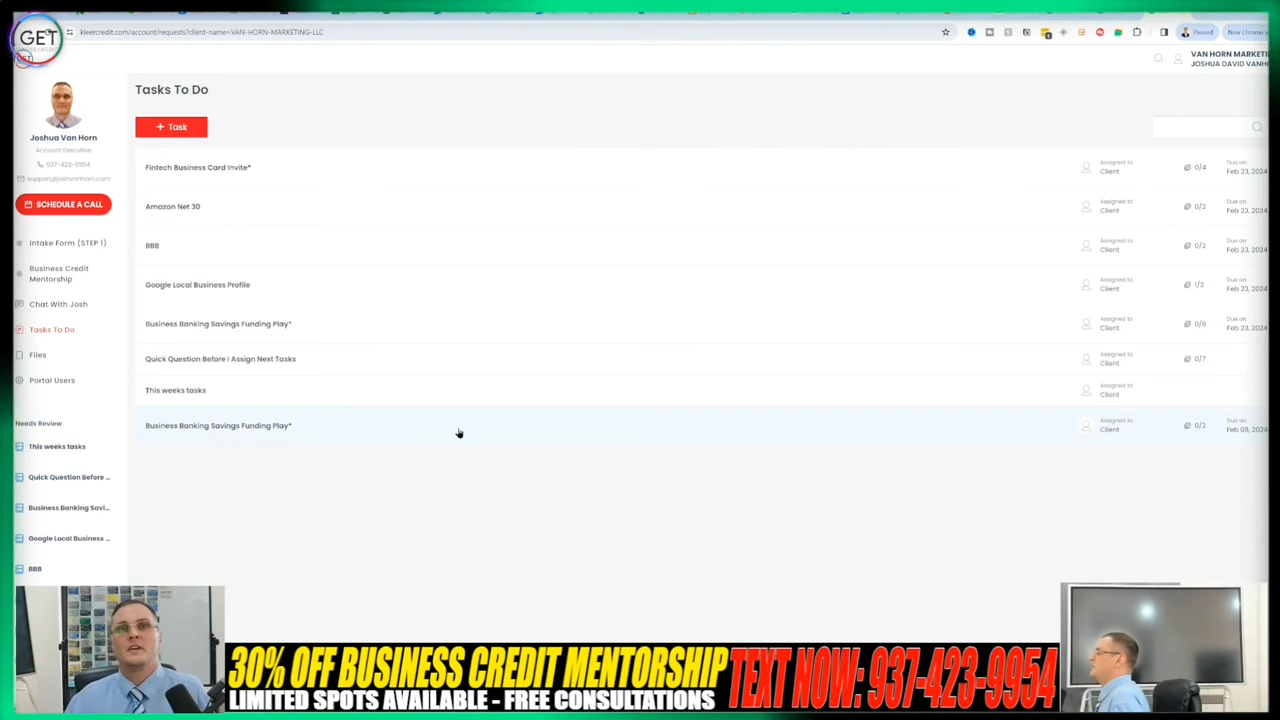 GET
kleercredit.com/account/requests?client-name=VAN-HORN-MARKETING-LLC
Paused
New Chrome
VAN HORN MARKETI
JOSHUA DAVID VANH
Joshua Van Horn
Account Executive
937-423-9954
support@joshvanhorn.com
SCHEDULE A CALL
Intake Form (STEP 1)
Business Credit
Mentorship
Chat With Josh
Tasks To Do
Files
Portal Users
Needs Review
This weeks tasks
Quick Question Before ...
Business Banking Savi...
Google Local Business ...
BBB
Tasks To Do
+ Task
Fintech Business Card Invite* Assigned to Client 0/4 Due on Feb 23, 2024
Amazon Net 30 Assigned to Client 0/2 Due on Feb 23, 2024
BBB Assigned to Client 0/2 Due on Feb 23, 2024
Google Local Business Profile Assigned to Client 1/2 Due on Feb 23, 2024
Business Banking Savings Funding Play* Assigned to Client 0/6 Due on Feb 23, 2024
Quick Question Before I Assign Next Tasks Assigned to Client 0/7
This weeks tasks Assigned to Client
Business Banking Savings Funding Play* Assigned to Client 0/2 Due on Feb 09, 2024
30% OFF BUSINESS CREDIT MENTORSHIP
LIMITED SPOTS AVAILABLE - FREE CONSULTATIONS
TEXT NOW: 937-423-9954